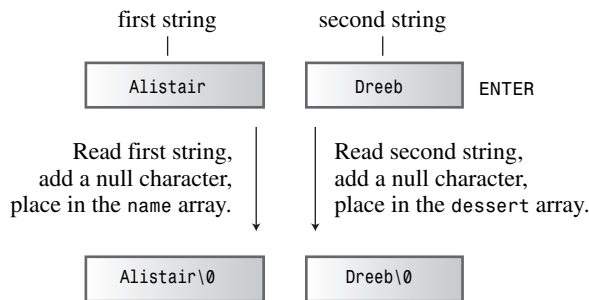 first string
second string
Alistair
Dreeb
ENTER
Read first string,
add a null character,
place in the name array.
Read second string,
add a null character,
place in the dessert array.
Alistair\0
Dreeb\0